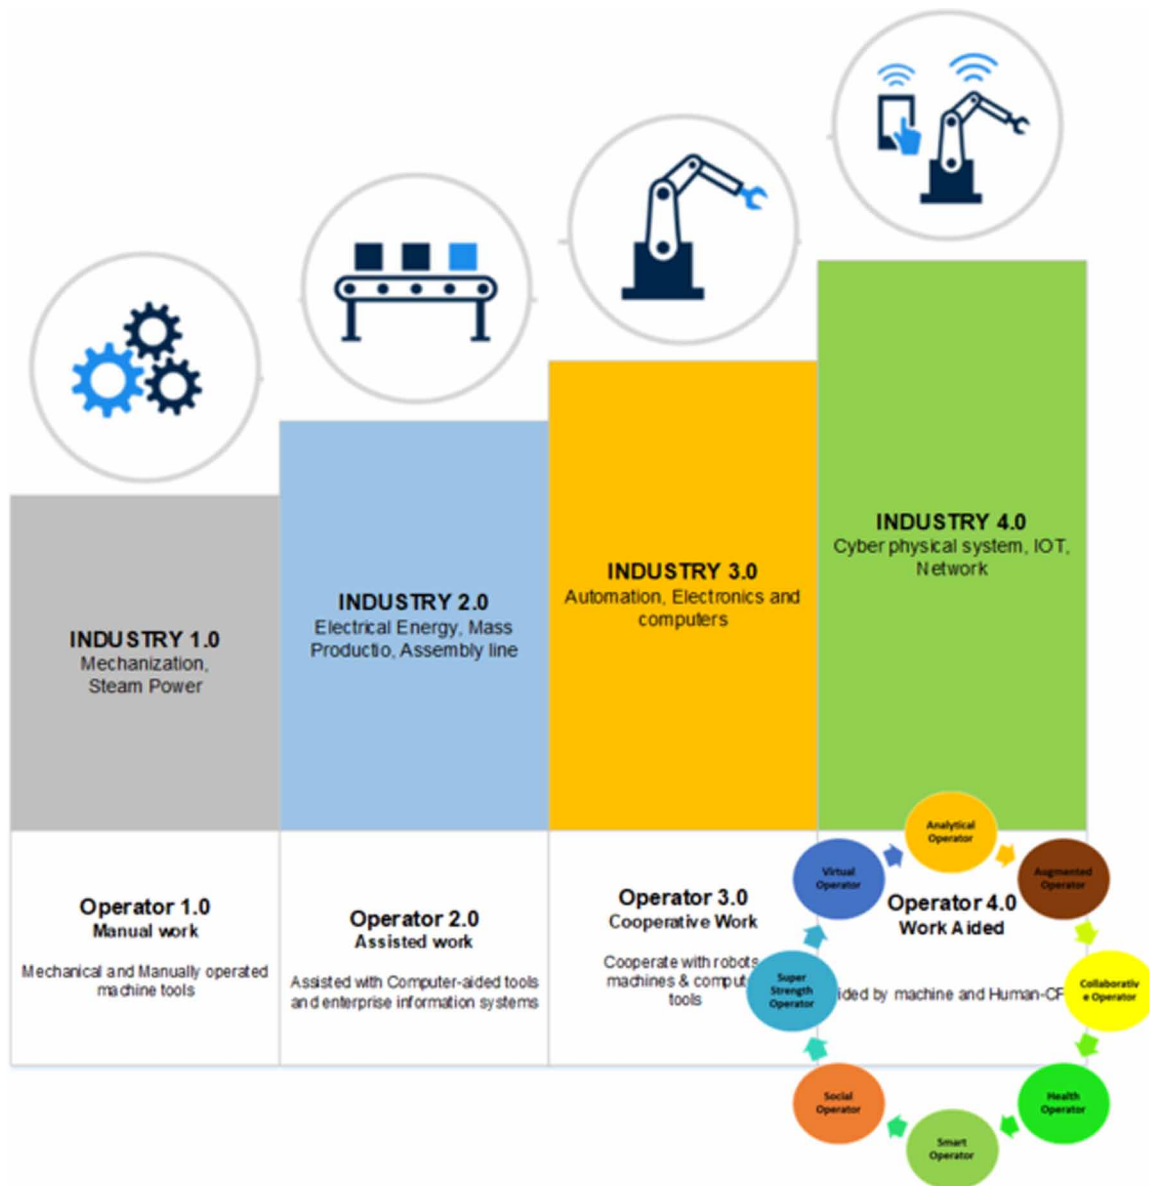 INDUSTRY 1.0
Mechanization,
Steam Power
INDUSTRY 2.0
Electrical Energy, Mass
Productio, Assembly line
INDUSTRY 3.0
Automation, Electronics and
computers
INDUSTRY 4.0
Cyber physical system, IOT,
Network
Operator 1.0
Manual work
Mechanical and Manually operated
machine tools
Operator 2.0
Assisted work
Assisted with Computer-aided tools
and enterprise information systems
Operator 3.0
Cooperative Work
Cooperate with robots
machines &
tools
Operator 4.0
Work Aided
by machine and
Analytical
Operator
Augmented
Operator
Collaborativ
e Operator
Health
Operator
Smart
Operator
Social
Operator
Super
Strength
Operator
Virtual
Operator